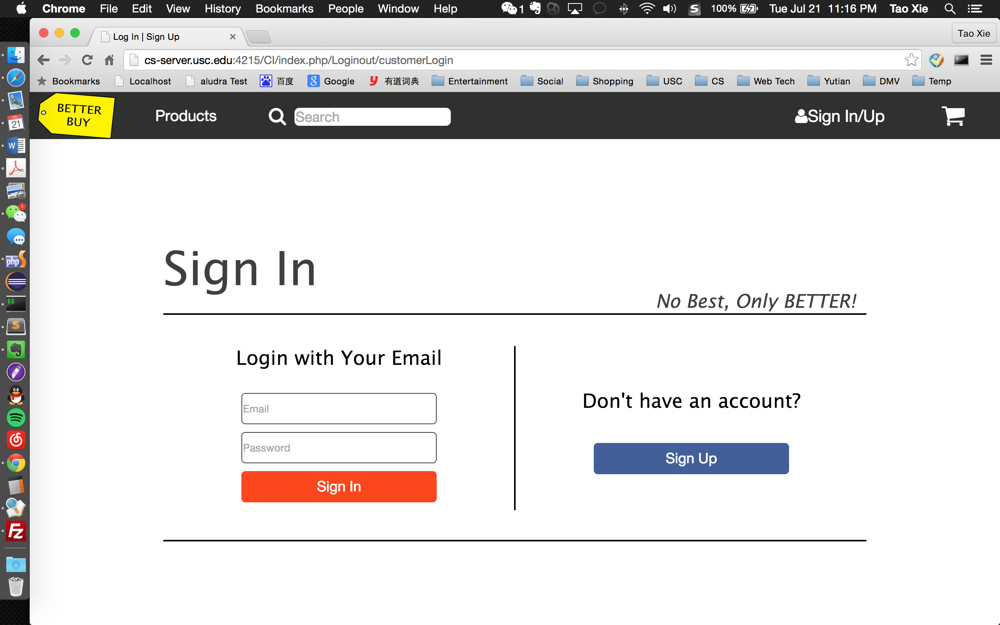 Chrome File Edit View History Bookmarks People Window Help 1 100% Tue Jul 21 11:16 PM Tao Xie
Log In | Sign Up Tao Xie
cs-server.usc.edu:4215/CI/index.php/Loginout/customerLogin
Bookmarks Localhost aludra Test 百度 Google 有道词典 Entertainment Social Shopping USC CS Web Tech Yutian DMV Temp
BETTER
BUY
Products Search Sign In/Up
Sign In
No Best, Only BETTER!
Login with Your Email
Email
Password
Sign In
Don't have an account?
Sign Up
JUL
21
W
1
php S
$
S
Fz